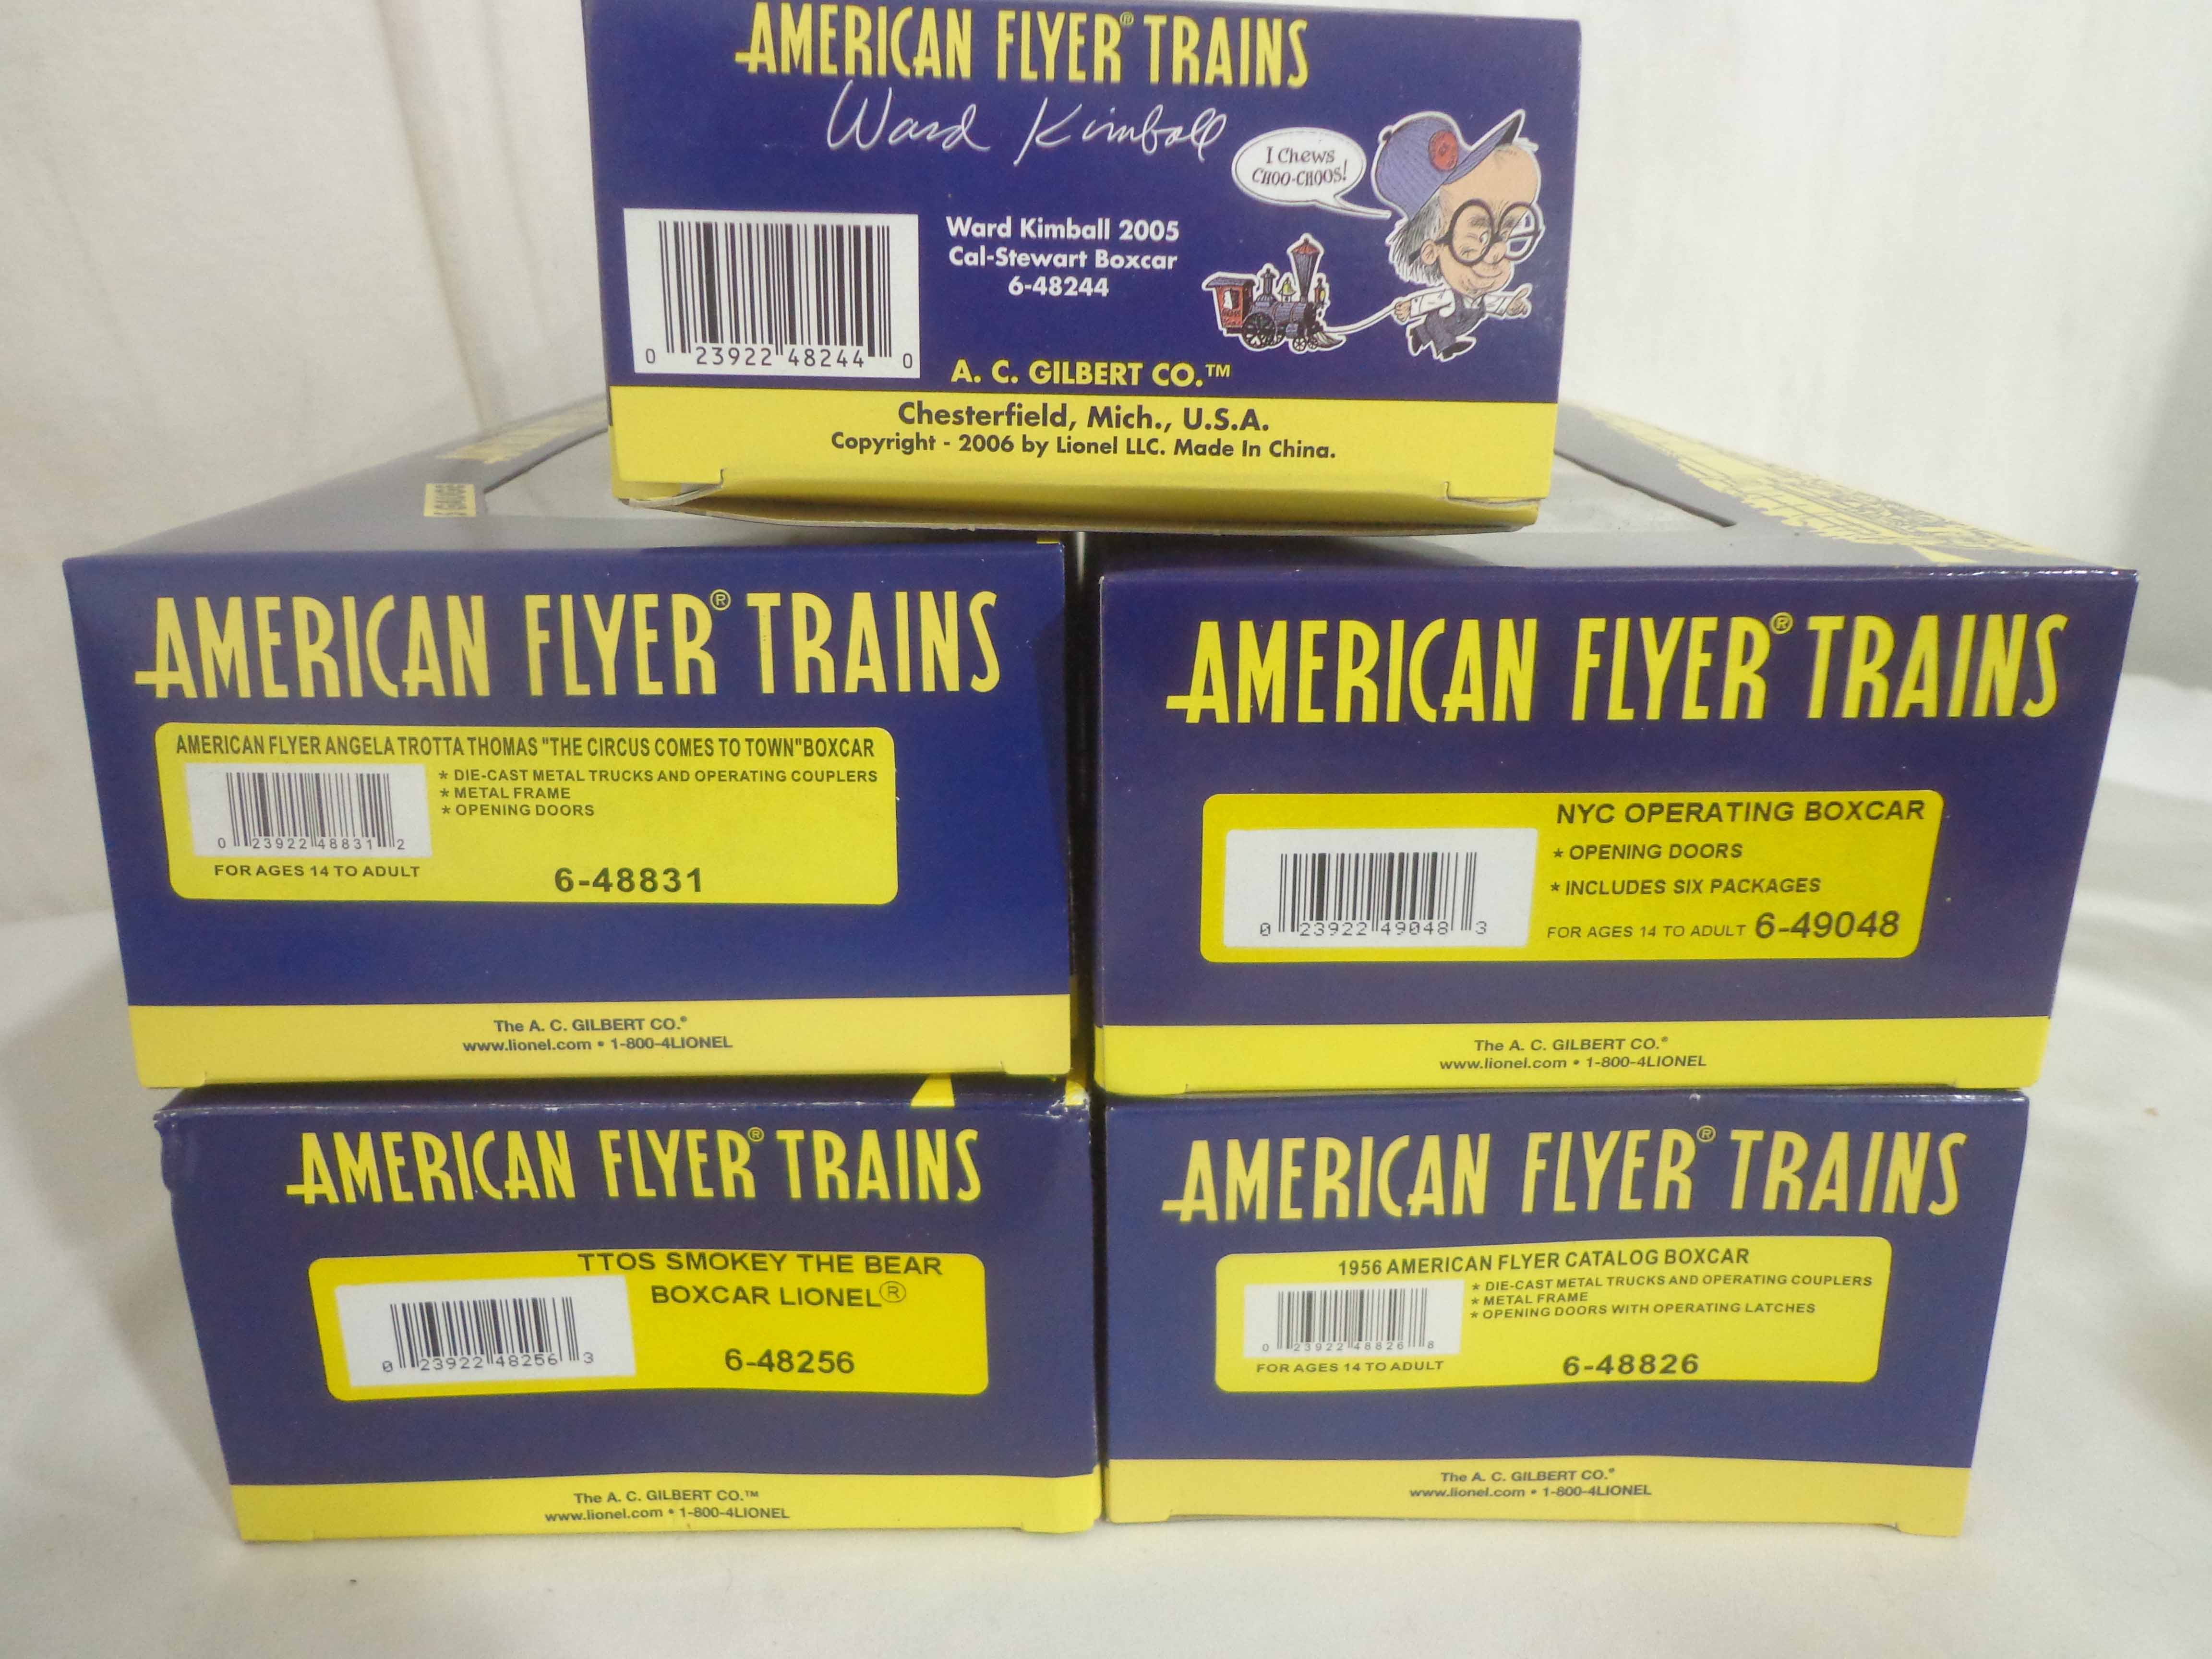 AMERICAN FLYER® TRAINS
Ward Kimball
I Chews
CHOO-CHOOS!
Ward Kimball 2005
Cal-Stewart Boxcar
6-48244
0 23922 48244 0
A. C. GILBERT CO.™
Chesterfield, Mich., U.S.A.
Copyright - 2006 by Lionel LLC. Made In China.
S GAUGE
AMERICAN FLYER® TRAINS
AMERICAN FLYER ANGELA TROTTA THOMAS "THE CIRCUS COMES TO TOWN"BOXCAR
* DIE-CAST METAL TRUCKS AND OPERATING COUPLERS
* METAL FRAME
* OPENING DOORS
0 23922 48831 2
FOR AGES 14 TO ADULT
6-48831
The A. C. GILBERT CO.®
www.lionel.com • 1-800-4LIONEL
AMERICAN FLYER® TRAINS
NYC OPERATING BOXCAR
* OPENING DOORS
* INCLUDES SIX PACKAGES
0 23922 49048 3
FOR AGES 14 TO ADULT 6-49048
The A. C. GILBERT CO.®
www.lionel.com • 1-800-4LIONEL
AMERICAN FLYER® TRAINS
TTOS SMOKEY THE BEAR
BOXCAR LIONEL®
0 23922 48256 3
6-48256
The A. C. GILBERT CO.™
www.lionel.com • 1-800-4LIONEL
AMERICAN FLYER® TRAINS
1956 AMERICAN FLYER CATALOG BOXCAR
* DIE-CAST METAL TRUCKS AND OPERATING COUPLERS
* METAL FRAME
* OPENING DOORS WITH OPERATING LATCHES
0 23922 48826 8
FOR AGES 14 TO ADULT
6-48826
The A. C. GILBERT CO.®
www.lionel.com • 1-800-4LIONEL